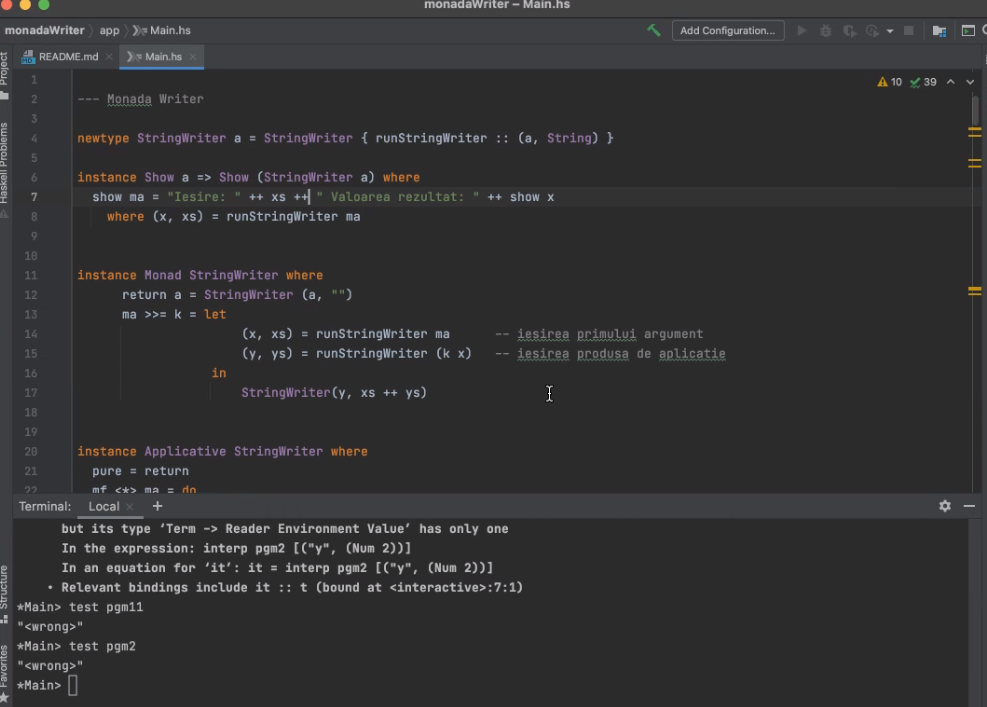 monadaWriter – Main.hs
monadaWriter app Main.hs
Add Configuration...
README.md
Main.hs
Project
Haskell Problems
Structure
Favorites
10 39
1
2 --- Monada Writer
3
4 newtype StringWriter a = StringWriter { runStringWriter :: (a, String) }
5
6 instance Show a => Show (StringWriter a) where
7 show ma = "Iesire: " ++ xs ++ " Valoarea rezultat: " ++ show x
8 where (x, xs) = runStringWriter ma
9
10
11 instance Monad StringWriter where
12 return a = StringWriter (a, "")
13 ma >>= k = let
14 (x, xs) = runStringWriter ma -- iesirea primului argument
15 (y, ys) = runStringWriter (k x) -- iesirea produsa de aplicatie
16 in
17 StringWriter(y, xs ++ ys)
18
19
20 instance Applicative StringWriter where
21 pure = return
22 mf <*> ma = do
Terminal: Local +
but its type ‘Term -> Reader Environment Value’ has only one
In the expression: interp pgm2 [("y", (Num 2))]
In an equation for ‘it’: it = interp pgm2 [("y", (Num 2))]
• Relevant bindings include it :: t (bound at <interactive>:7:1)
*Main> test pgm11
"<wrong>"
*Main> test pgm2
"<wrong>"
*Main>